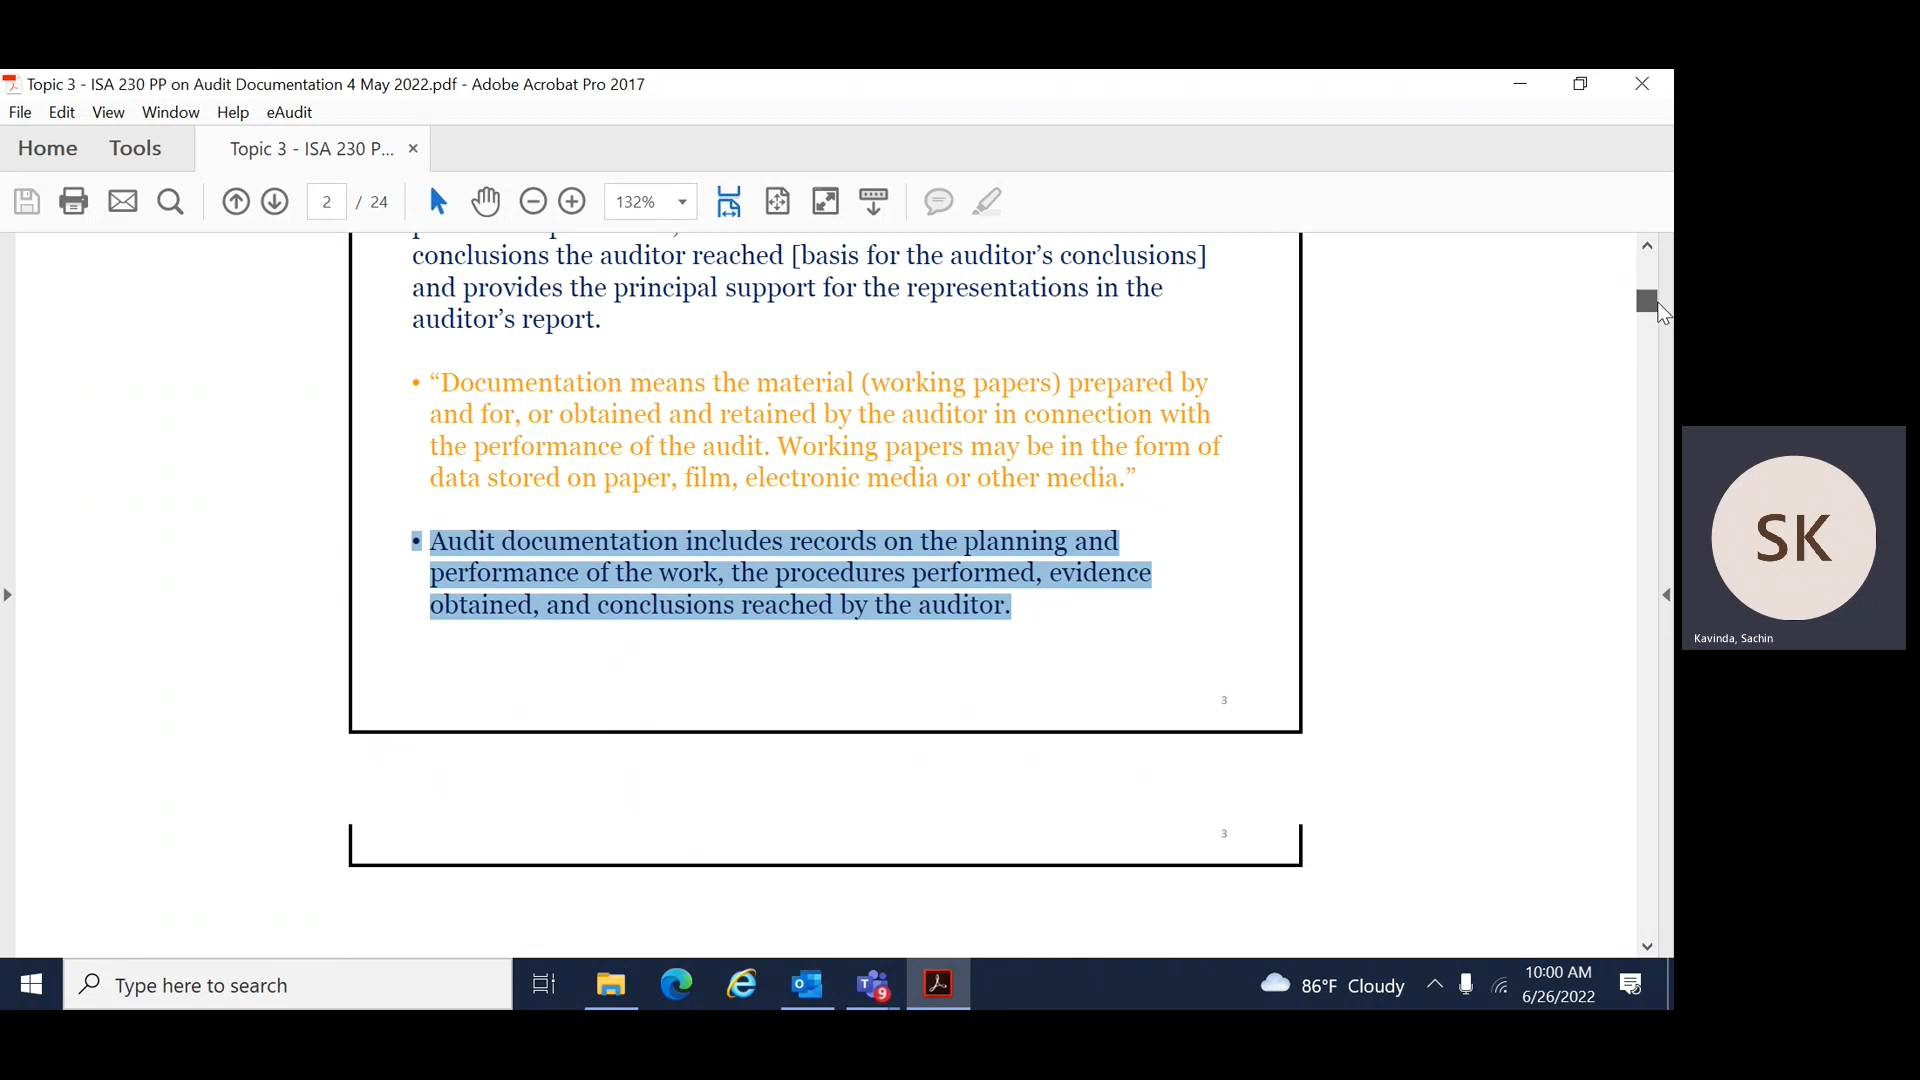 Topic 3 - ISA 230 PP on Audit Documentation 4 May 2022.pdf - Adobe Acrobat Pro 2017
File Edit View Window Help eAudit
Home Tools Topic 3 - ISA 230 P... ×
2 / 24 132%
conclusions the auditor reached [basis for the auditor’s conclusions]
and provides the principal support for the representations in the
auditor’s report.
• “Documentation means the material (working papers) prepared by
and for, or obtained and retained by the auditor in connection with
the performance of the audit. Working papers may be in the form of
data stored on paper, film, electronic media or other media.”
• Audit documentation includes records on the planning and
performance of the work, the procedures performed, evidence
obtained, and conclusions reached by the auditor.
3
3
SK
Kavinda, Sachin
Type here to search
9
86°F Cloudy
10:00 AM
6/26/2022